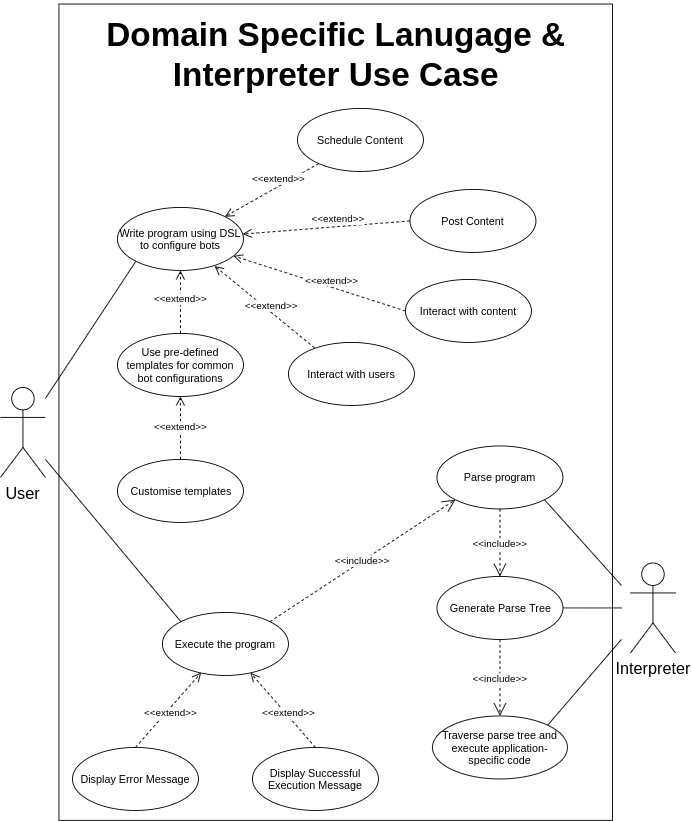 Domain Specific Lanugage &
Interpreter Use Case
Schedule Content
<<extend>>
Post Content
<<extend>>
Write program using DSL
to configure bots
<<extend>>
Interact with content
<<extend>>
<<extend>>
Use pre-defined
templates for common
bot configurations
Interact with users
<<extend>>
Customise templates
User
Parse program
<<include>>
<<include>>
Generate Parse Tree
Execute the program
Interpreter
<<include>>
<<extend>>
<<extend>>
Traverse parse tree and
execute application-
specific code
Display Error Message
Display Successful
Execution Message